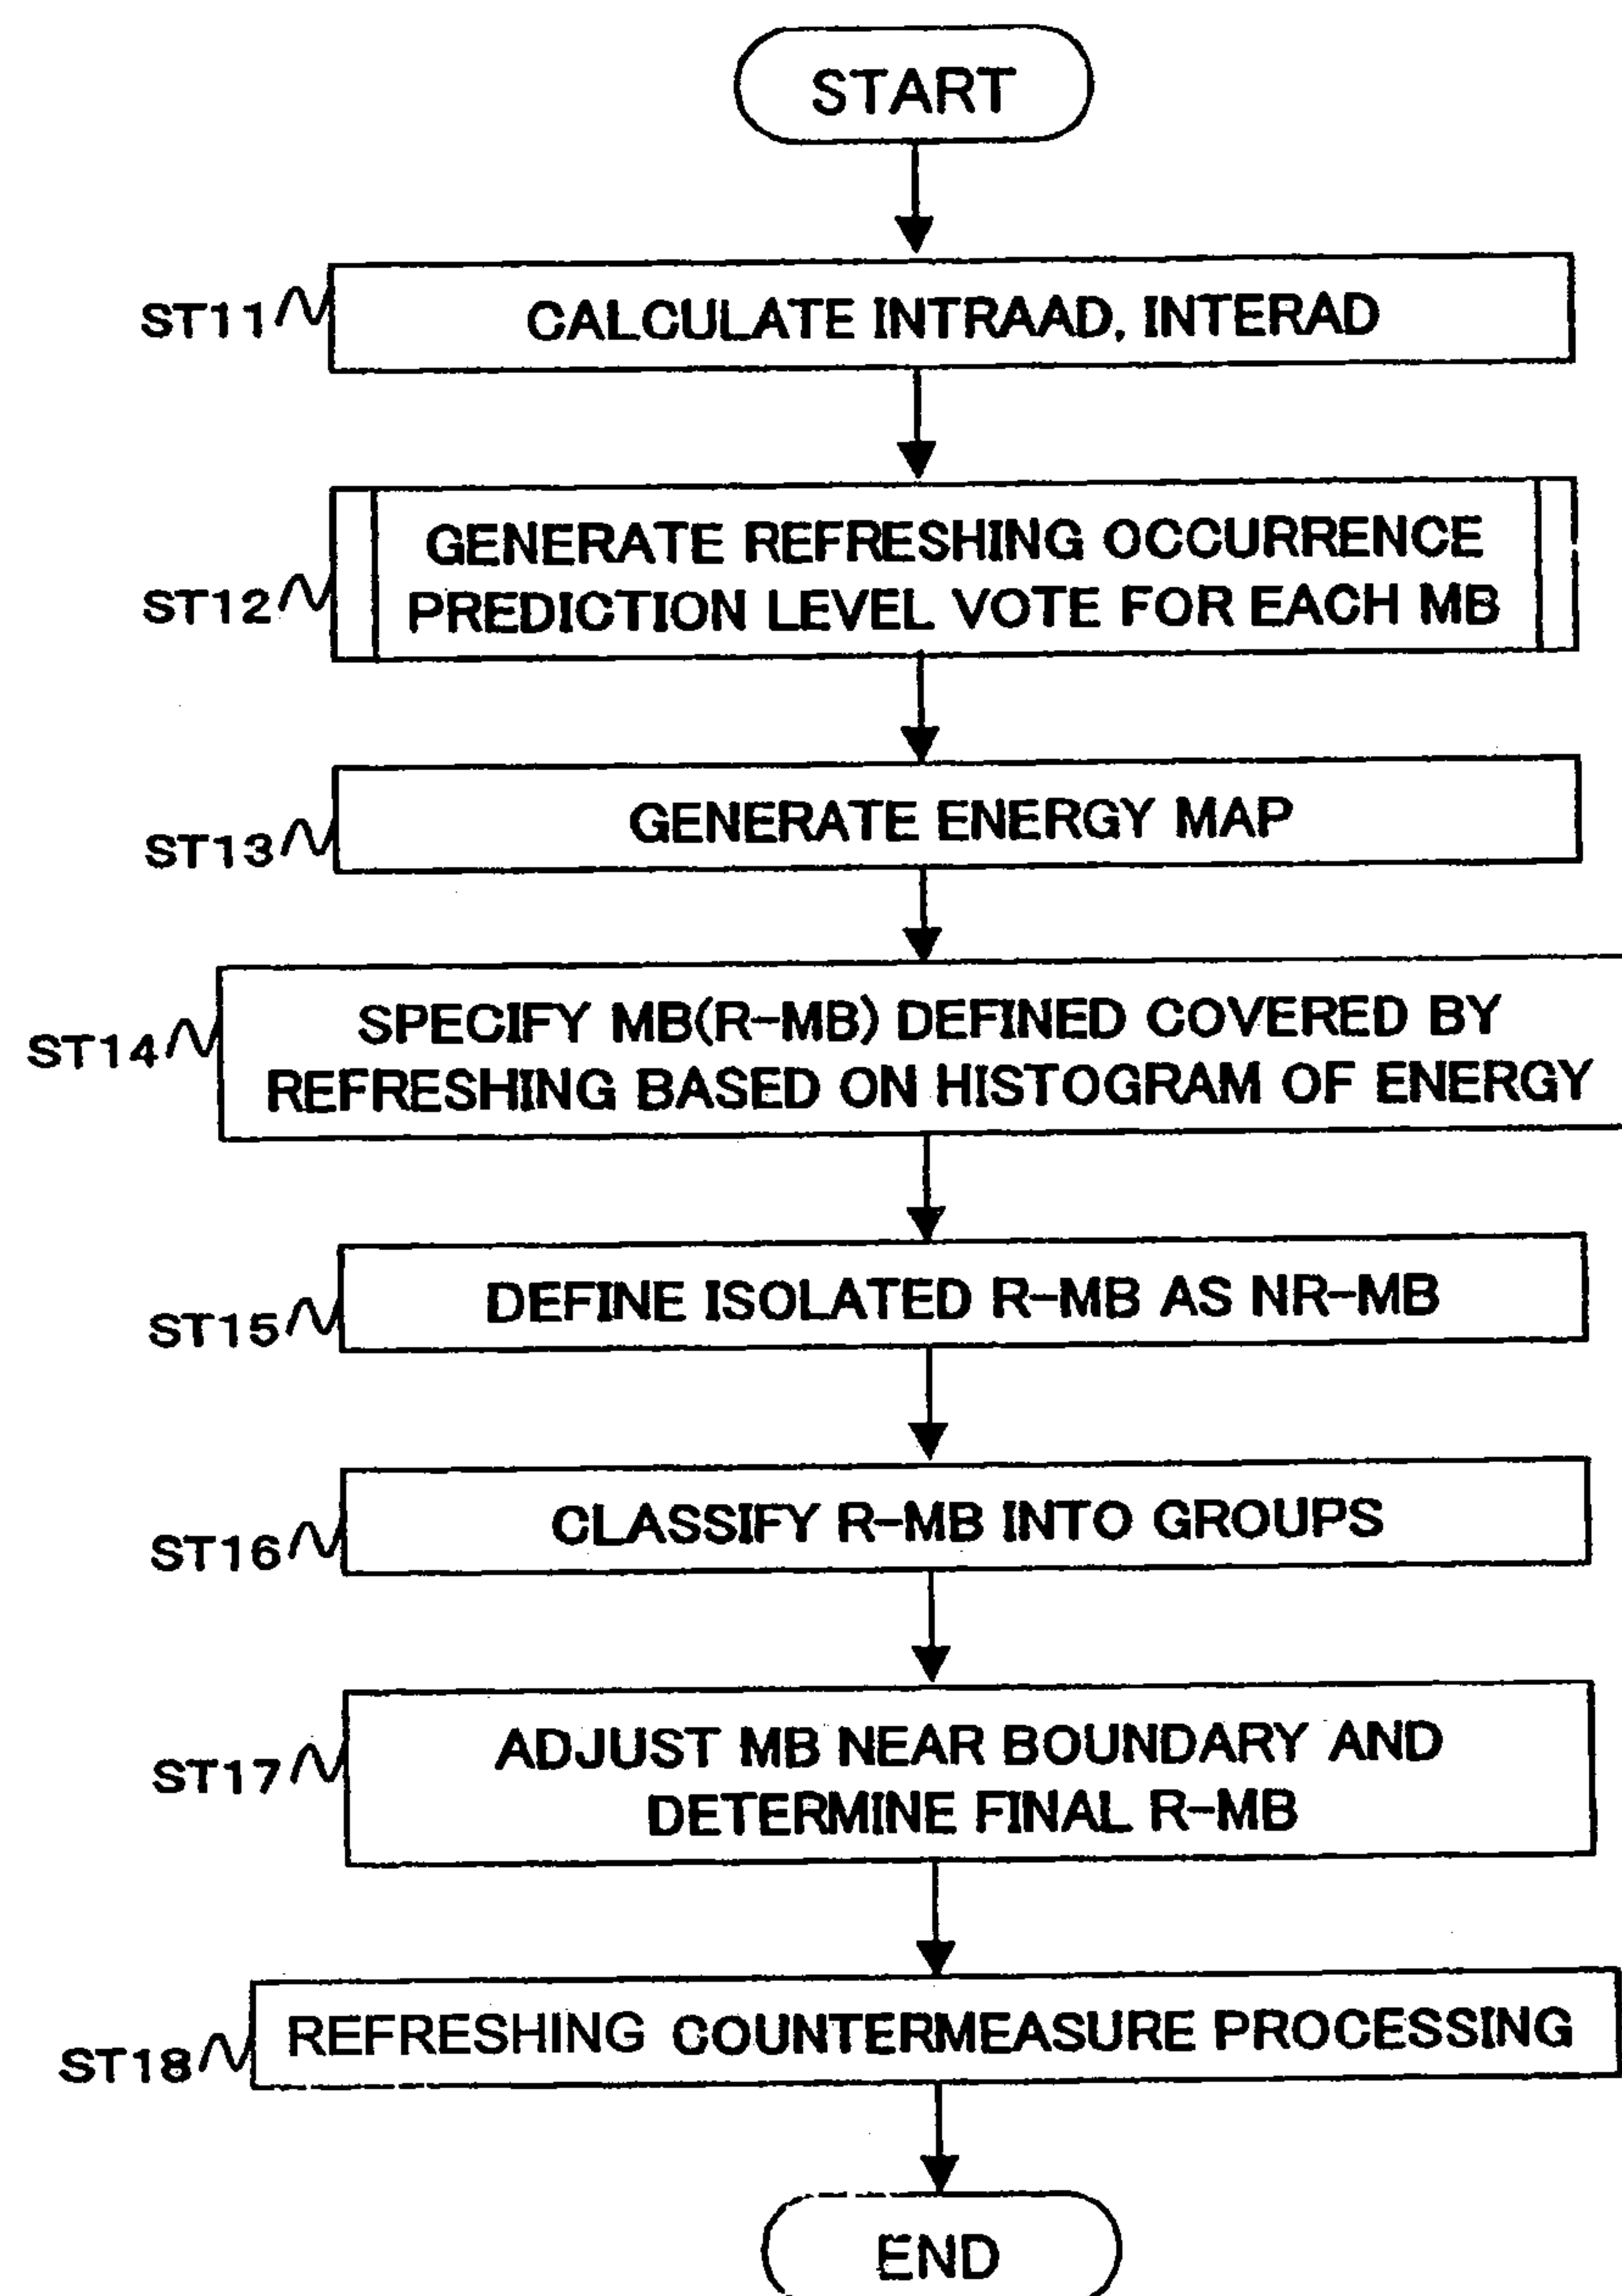 START
ST11
CALCULATE INTRAAD, INTERAD
ST12
GENERATE REFRESHING OCCURRENCE
PREDICTION LEVEL VOTE FOR EACH MB
ST13
GENERATE ENERGY MAP
ST14
SPECIFY MB(R-MB) DEFINED COVERED BY
REFRESHING BASED ON HISTOGRAM OF ENERGY
ST15
DEFINE ISOLATED R-MB AS NR-MB
ST16
CLASSIFY R-MB INTO GROUPS
ST17
ADJUST MB NEAR BOUNDARY AND
DETERMINE FINAL R-MB
ST18
REFRESHING COUNTERMEASURE PROCESSING
END